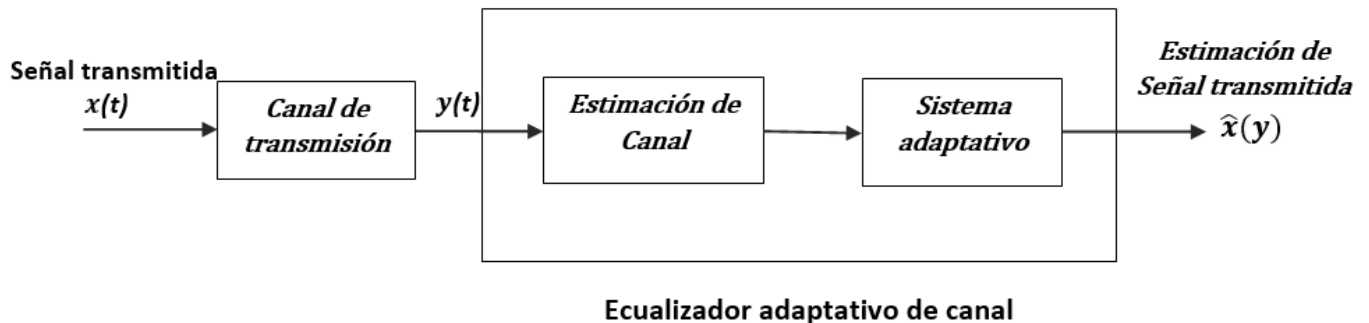 Señal transmitida
x(t)
Canal de
transmisión
y(t)
Estimación de
Canal
Sistema
adaptativo
Estimación de
Señal transmitida
x̂(y)
Ecualizador adaptativo de canal